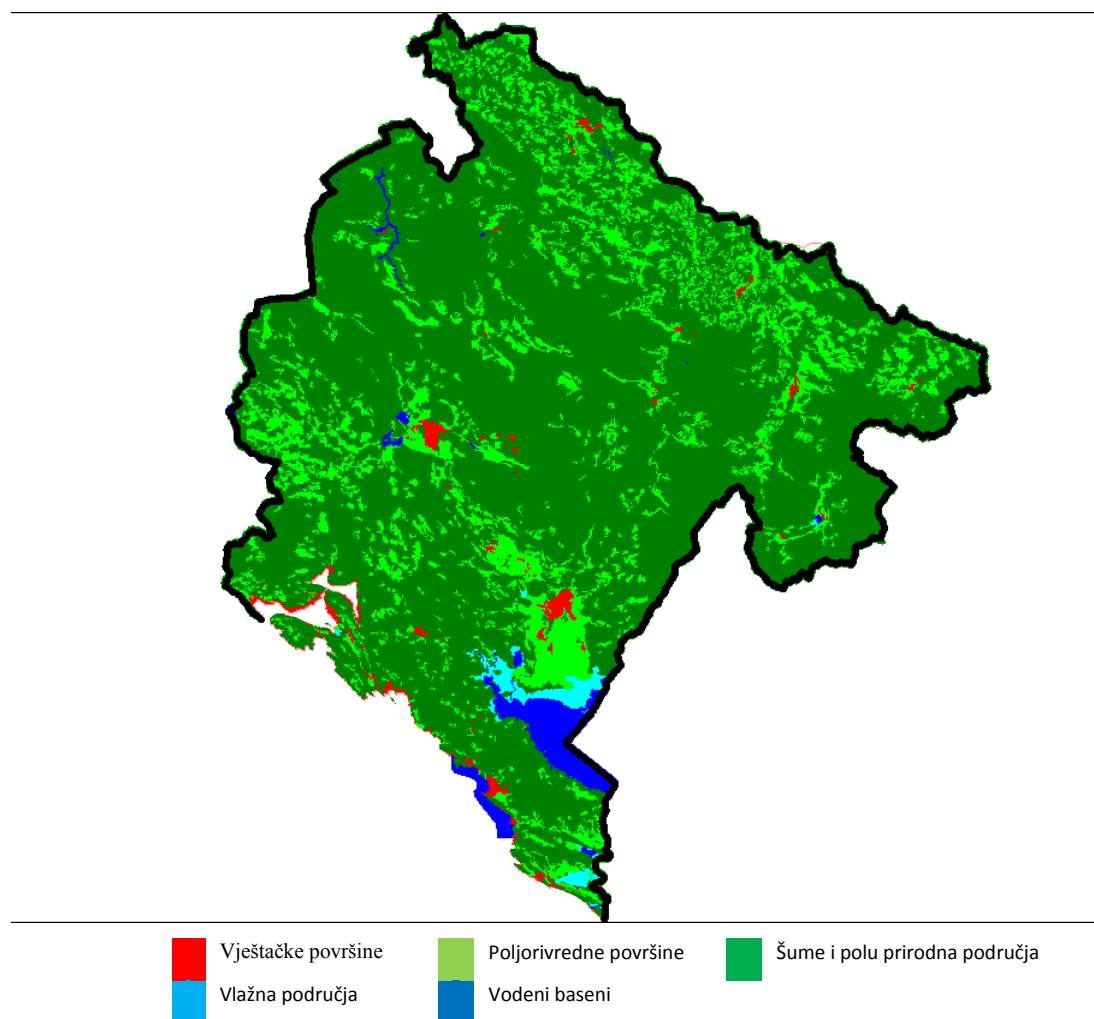 Vještačke površine
Poljorivredne površine
Šume i polu prirodna područja
Vlažna područja
Vodeni baseni